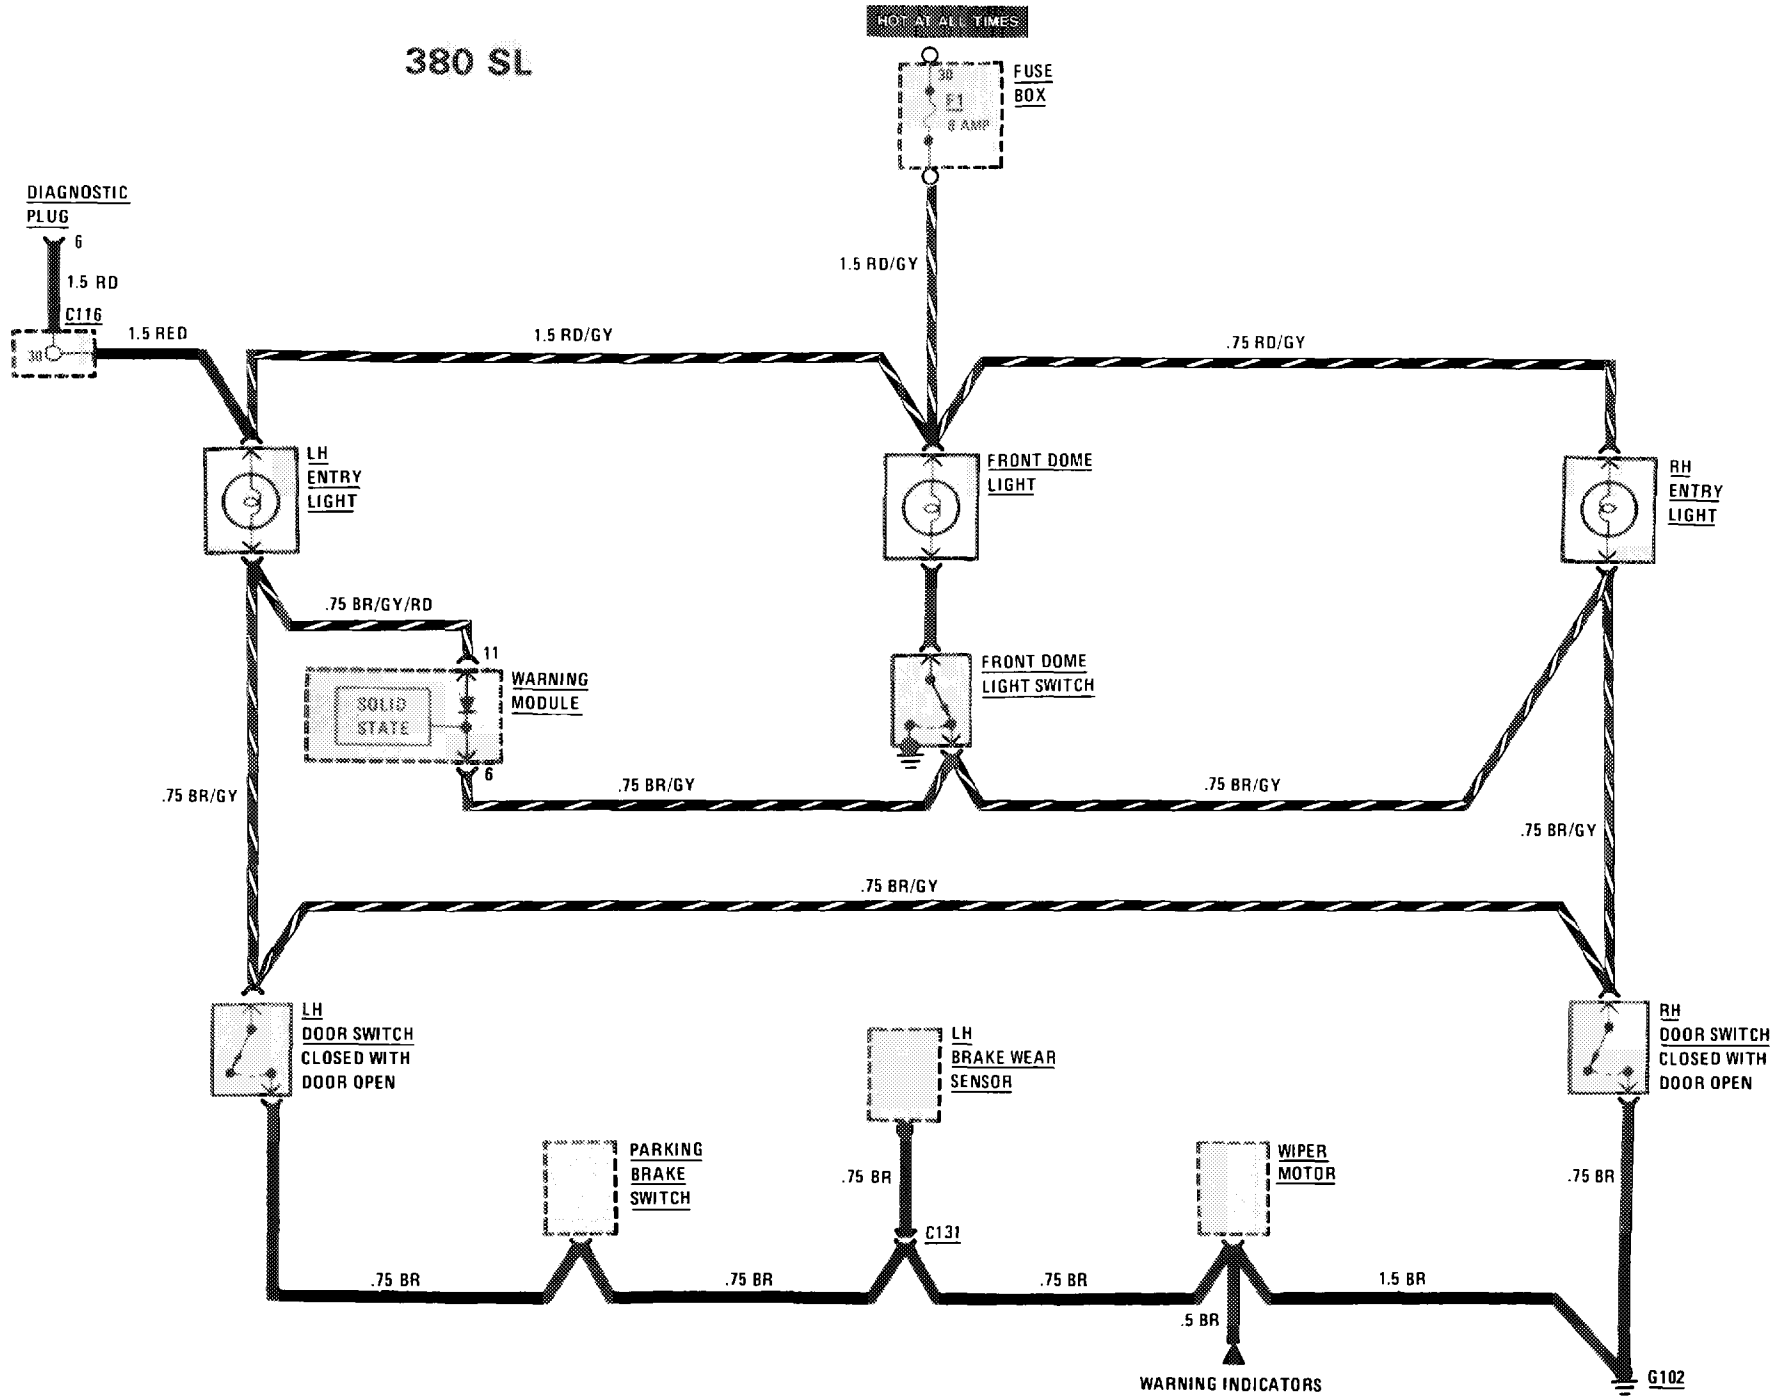 HOT AT ALL TIMES
380 SL
FUSE
BOX
30
F1
8 AMP
DIAGNOSTIC
PLUG
6
1.5 RD
C116
30
1.5 RED
1.5 RD/GY
1.5 RD/GY
.75 RD/GY
LH
ENTRY
LIGHT
FRONT DOME
LIGHT
RH
ENTRY
LIGHT
.75 BR/GY/RD
11
WARNING
MODULE
SOLID
STATE
6
FRONT DOME
LIGHT SWITCH
.75 BR/GY
.75 BR/GY
.75 BR/GY
.75 BR/GY
.75 BR/GY
LH
DOOR SWITCH
CLOSED WITH
DOOR OPEN
LH
BRAKE WEAR
SENSOR
RH
DOOR SWITCH
CLOSED WITH
DOOR OPEN
PARKING
BRAKE
SWITCH
.75 BR
C131
WIPER
MOTOR
.75 BR
.75 BR
.75 BR
.75 BR
1.5 BR
.5 BR
WARNING INDICATORS
G102